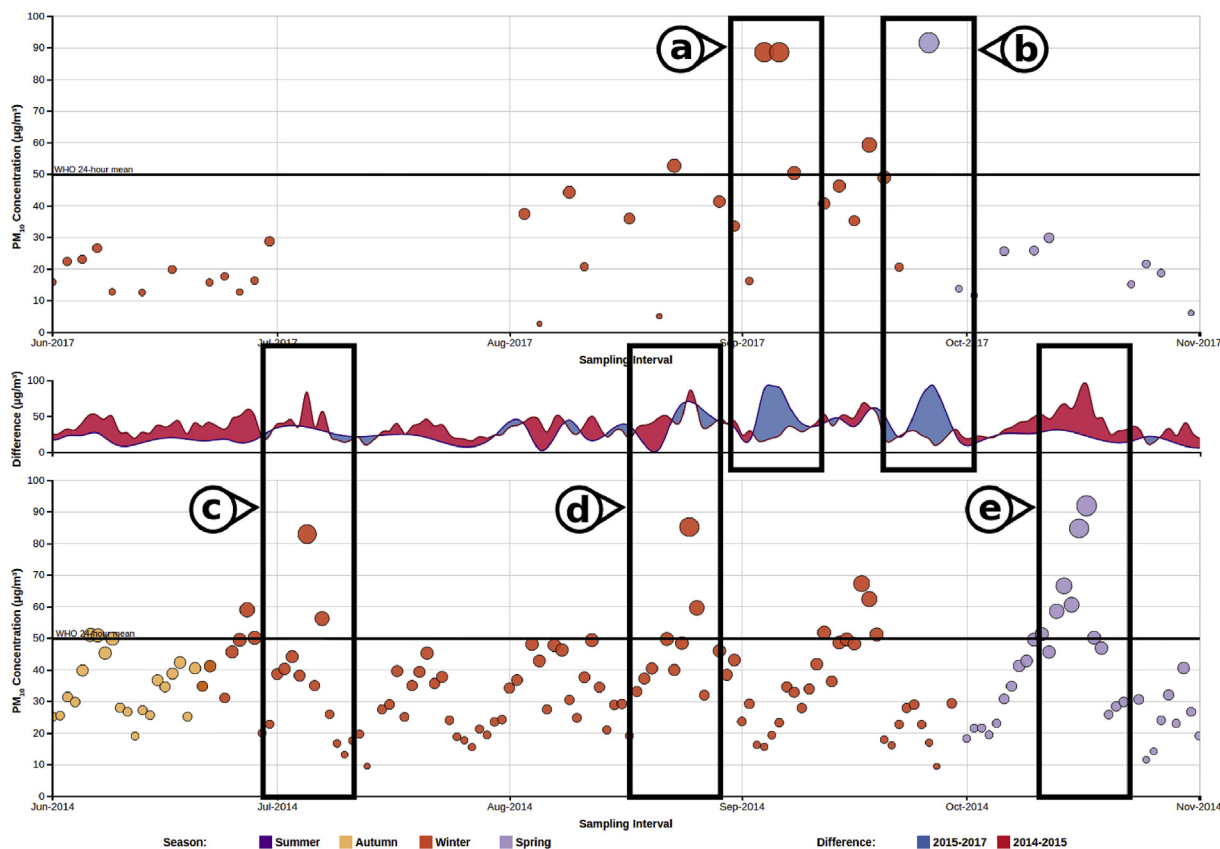 100
90
80
70
60
50
40
30
20
10
0
PM10 Concentration (µg/m³)
WHO 24-hour mean
a
b
Jun-2017
Jul-2017
Aug-2017
Sep-2017
Oct-2017
Nov-2017
Sampling Interval
100
50
0
Difference (µg/m³)
100
90
80
70
60
50
40
30
20
10
0
PM10 Concentration (µg/m³)
WHO 24-hour mean
c
d
e
Jun-2014
Jul-2014
Aug-2014
Sep-2014
Oct-2014
Nov-2014
Sampling Interval
Season: Summer Autumn Winter Spring Difference: 2015-2017 2014-2015